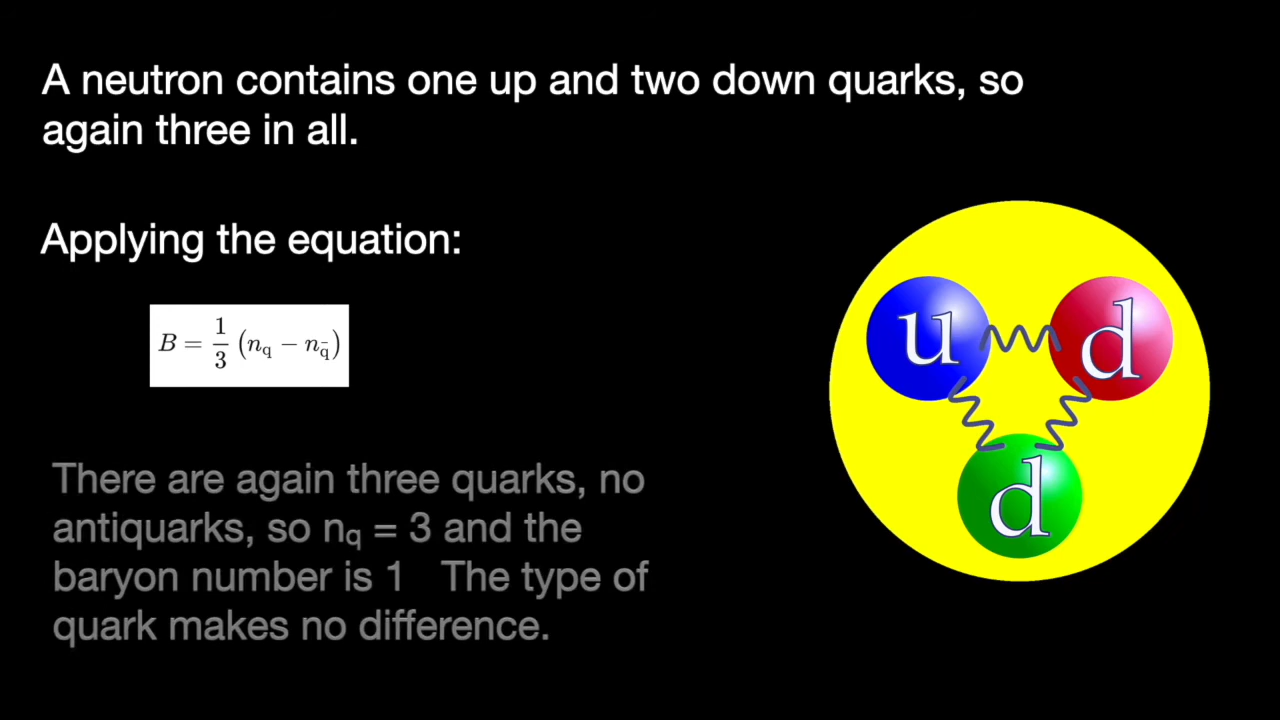 A neutron contains one up and two down quarks, so
again three in all.
Applying the equation:
B = 1/3 (n_q − n_q̄)
u d
d
There are again three quarks, no
antiquarks, so n_q = 3 and the
baryon number is 1 The type of
quark makes no difference.